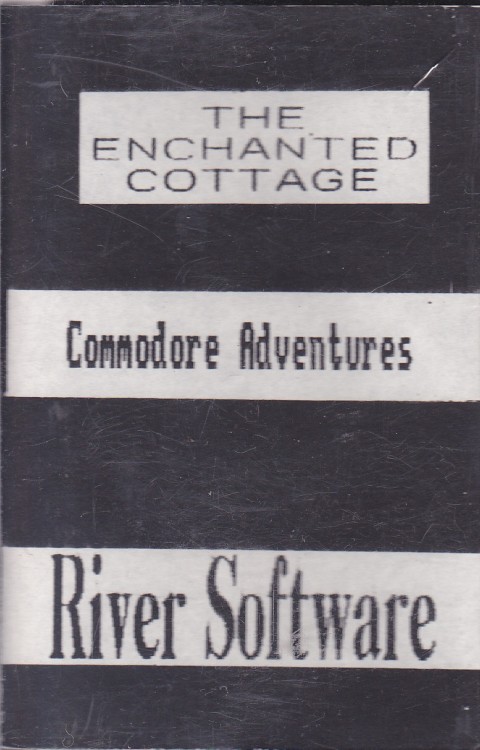 THE
ENCHANTED
COTTAGE
Commodore Adventures
River Software